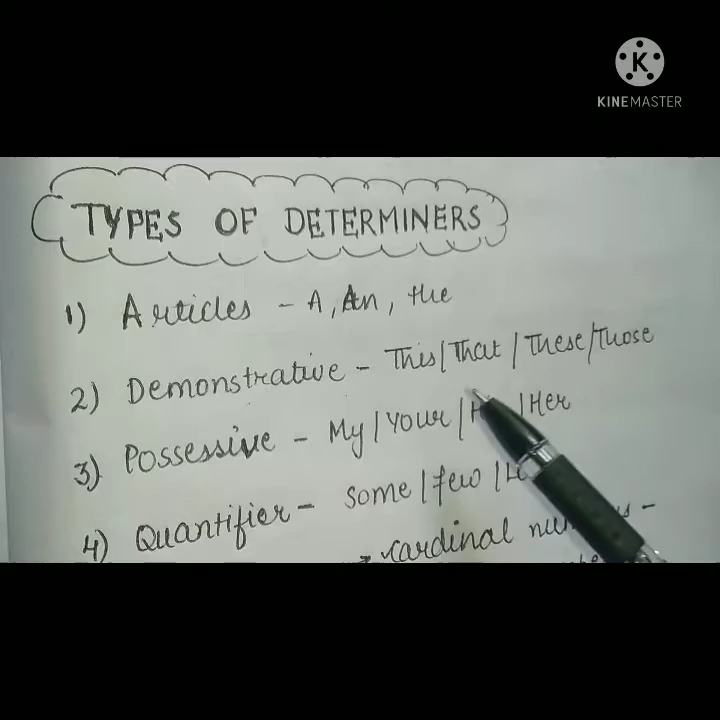 KINEMASTER
TYPES OF DETERMINERS
1) Articles - A, An, the
2) Demonstrative - This/That / These/Those
3) Possessive - My / Your / / Her
4) Quantifier - some / few /
cardinal -